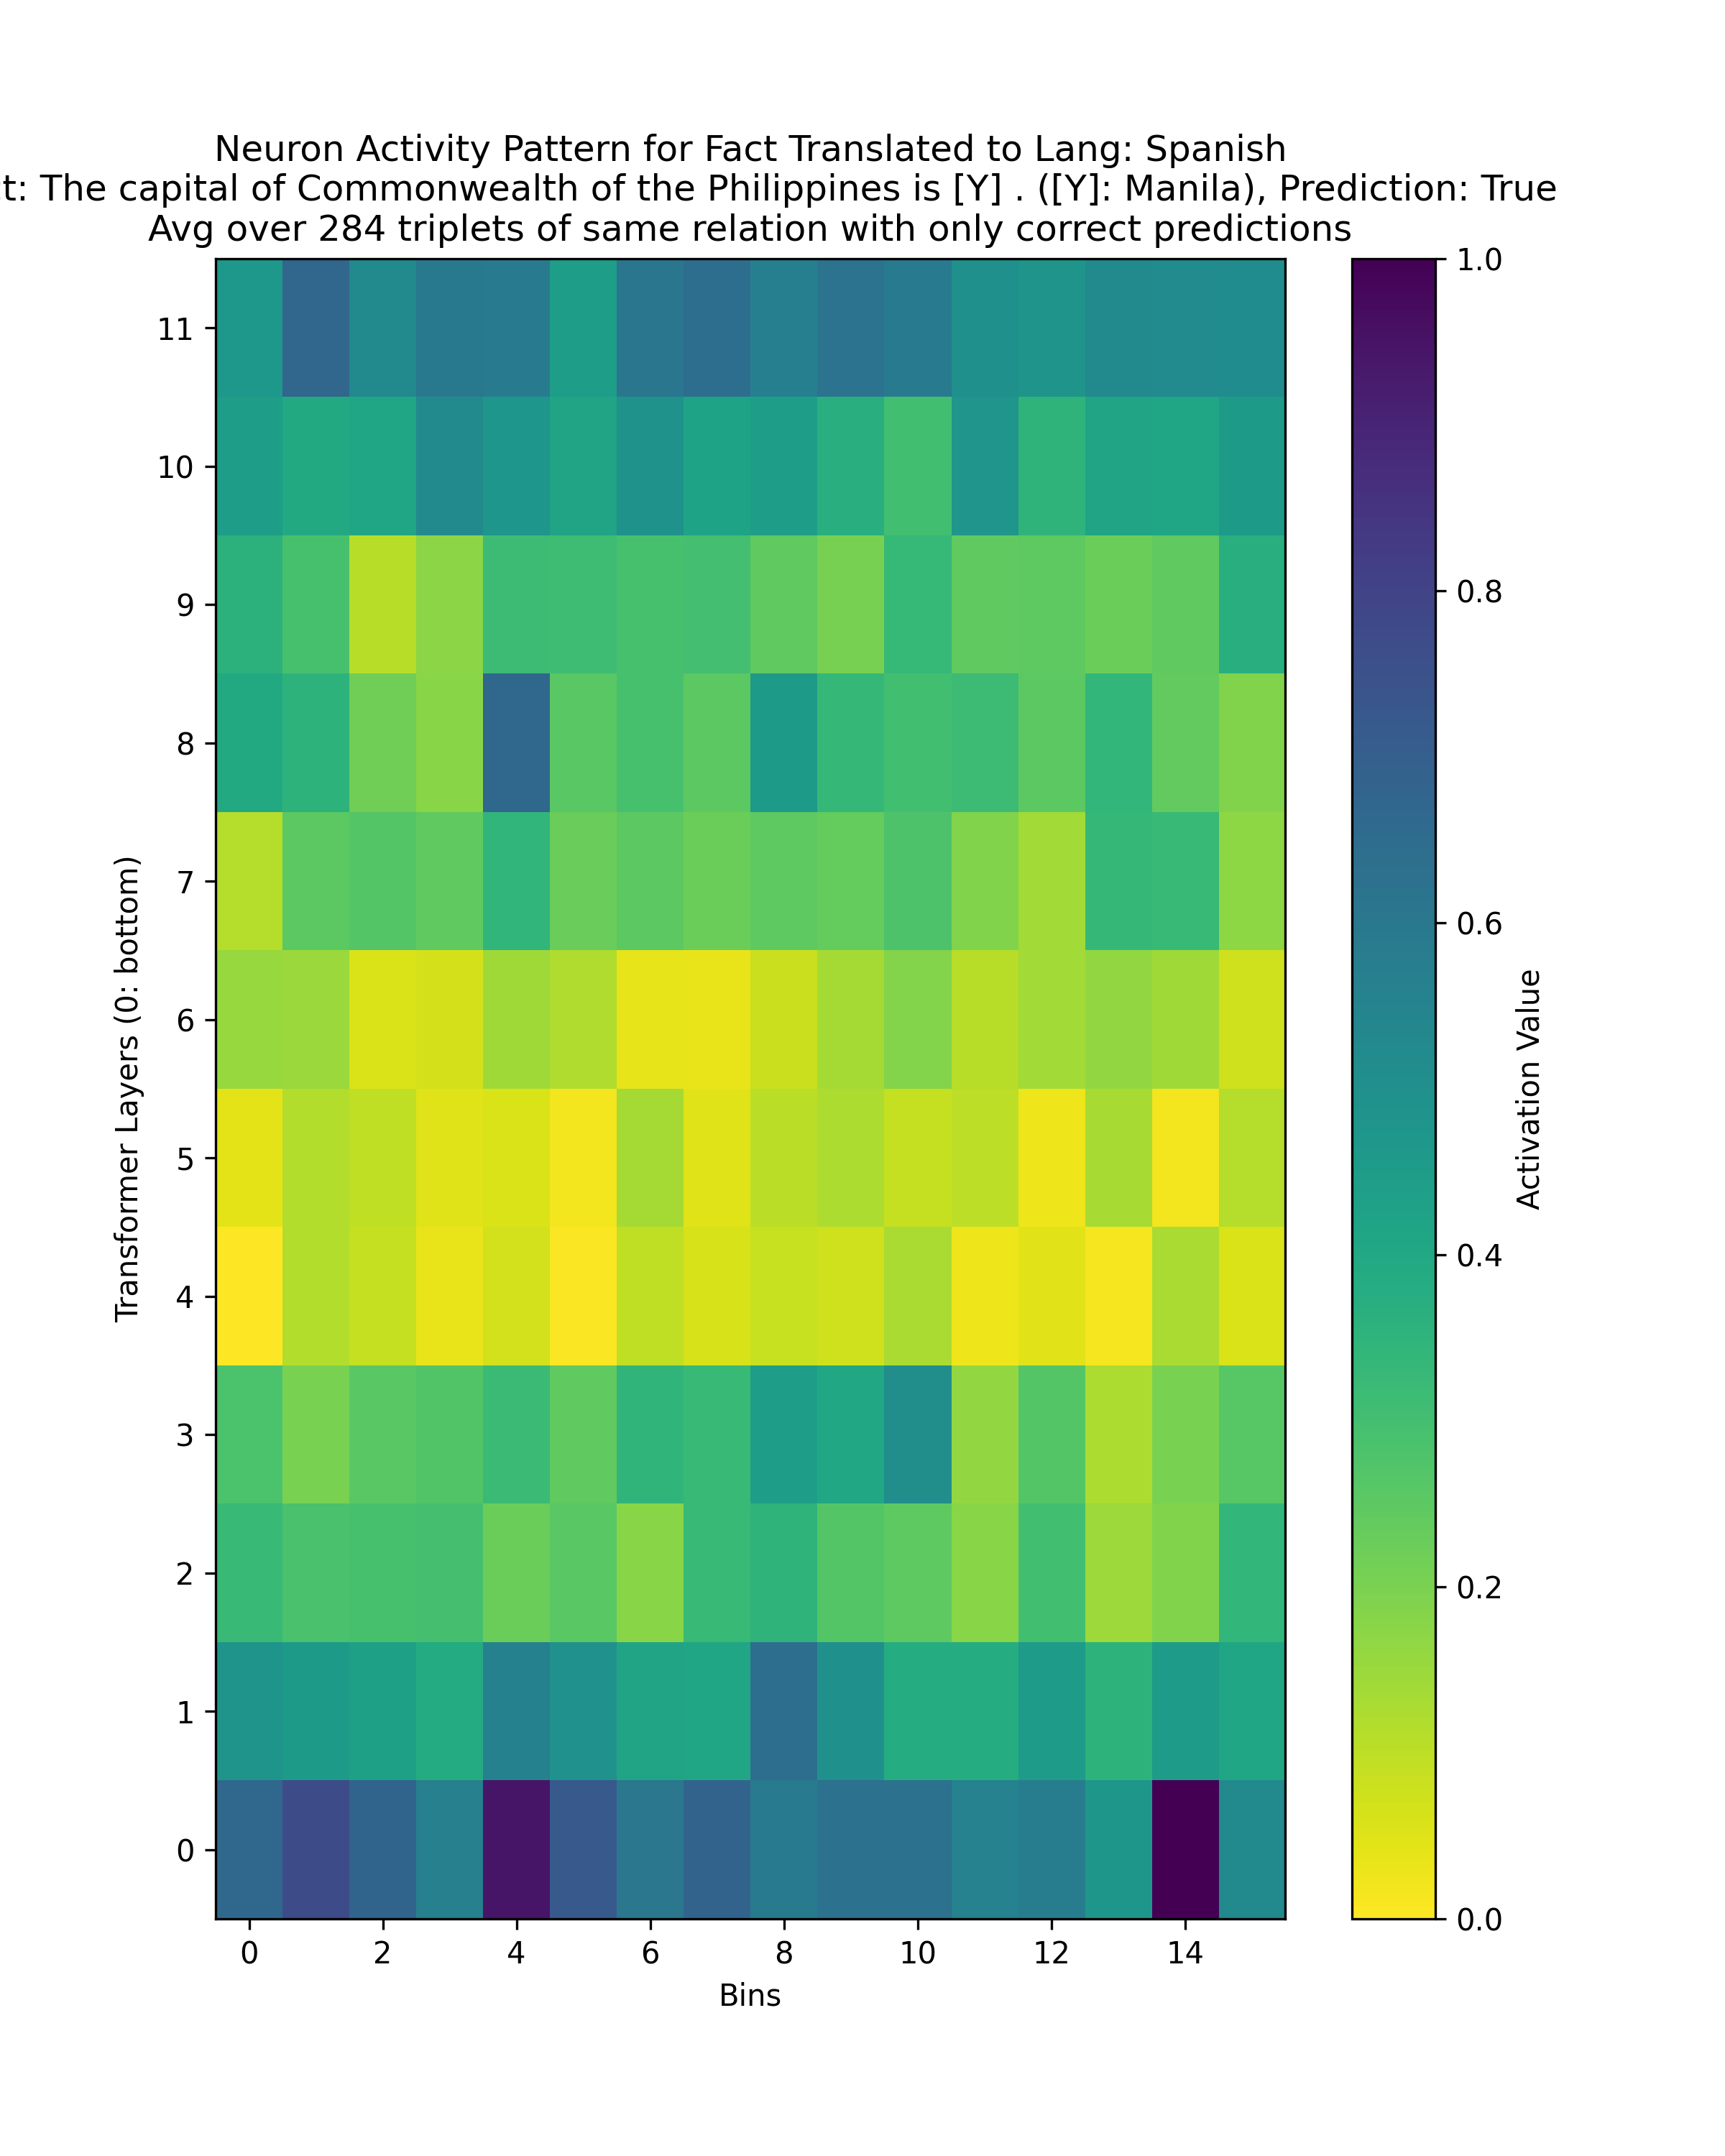 Neuron Activity Pattern for Fact Translated to Lang: Spanish
t: The capital of Commonwealth of the Philippines is [Y] . ([Y]: Manila), Prediction: True
Avg over 284 triplets of same relation with only correct predictions
1.0
11
10
9
0.8
8
7
0.6
6
5
0.4
4
3
0.2
2
1
0
0.0
Transformer Layers (0: bottom)
Activation Value
0 2 4 6 8 10 12 14
Bins